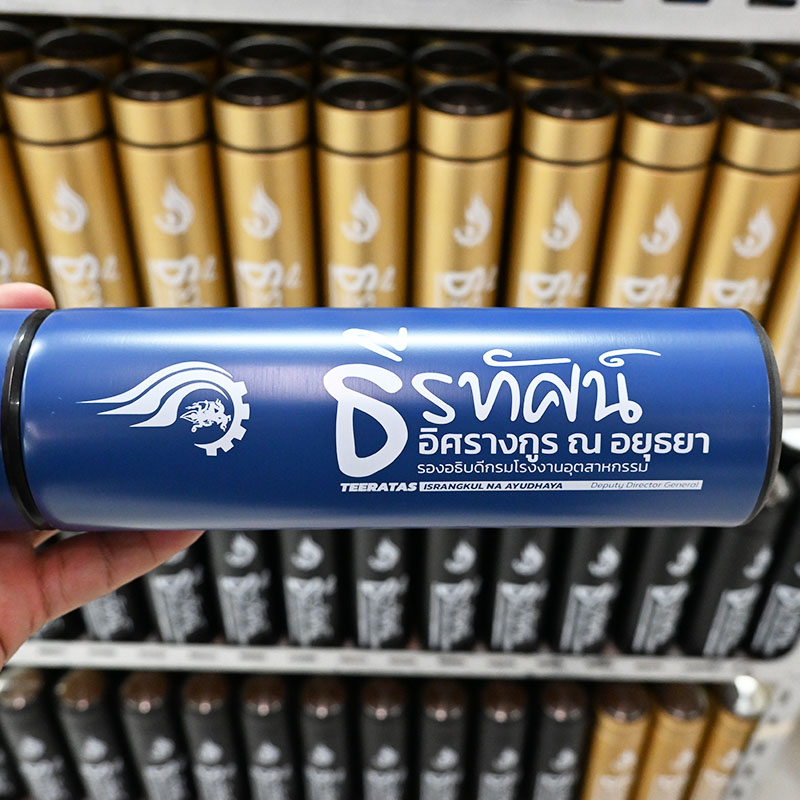 ธีรทัศน์
อิศรางกูร ณ อยุธยา
รองอธิบดีกรมโรงงานอุตสาหกรรม
TEERATAS ISRANGKUL NA AYUDHAYA Deputy Director General